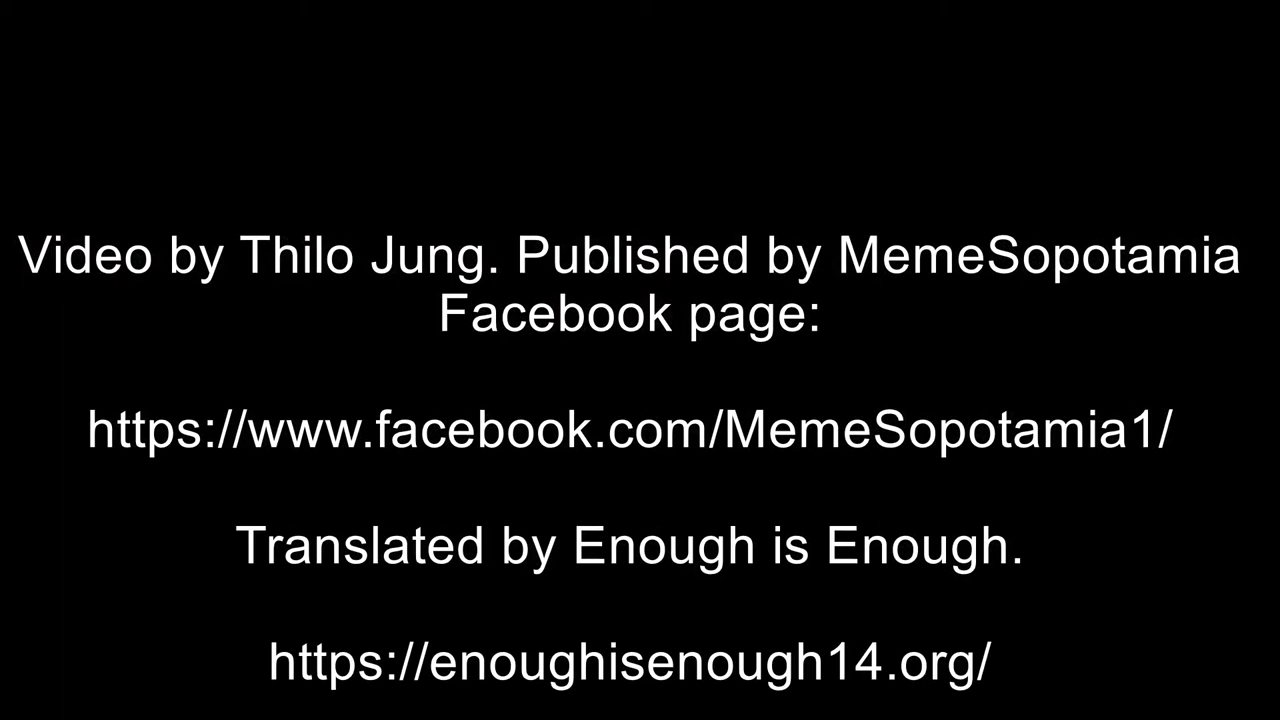 Video by Thilo Jung. Published by MemeSopotamia
Facebook page:
https://www.facebook.com/MemeSopotamia1/
Translated by Enough is Enough.
https://enoughisenough14.org/